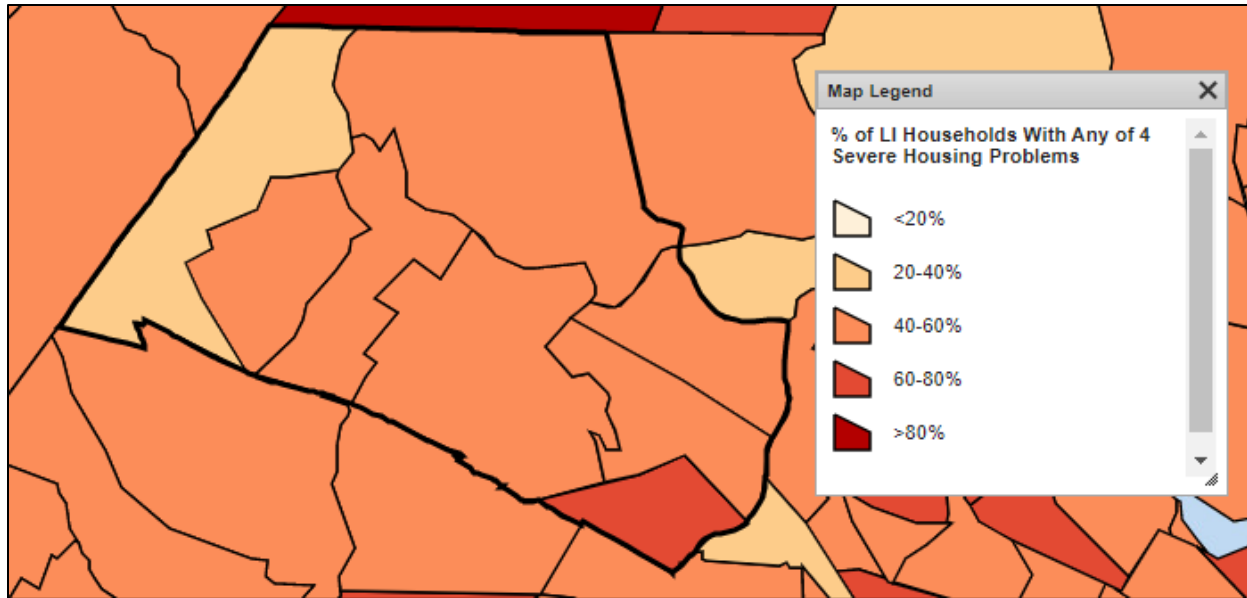 Map Legend
% of LI Households With Any of 4
Severe Housing Problems
<20%
20-40%
40-60%
60-80%
>80%